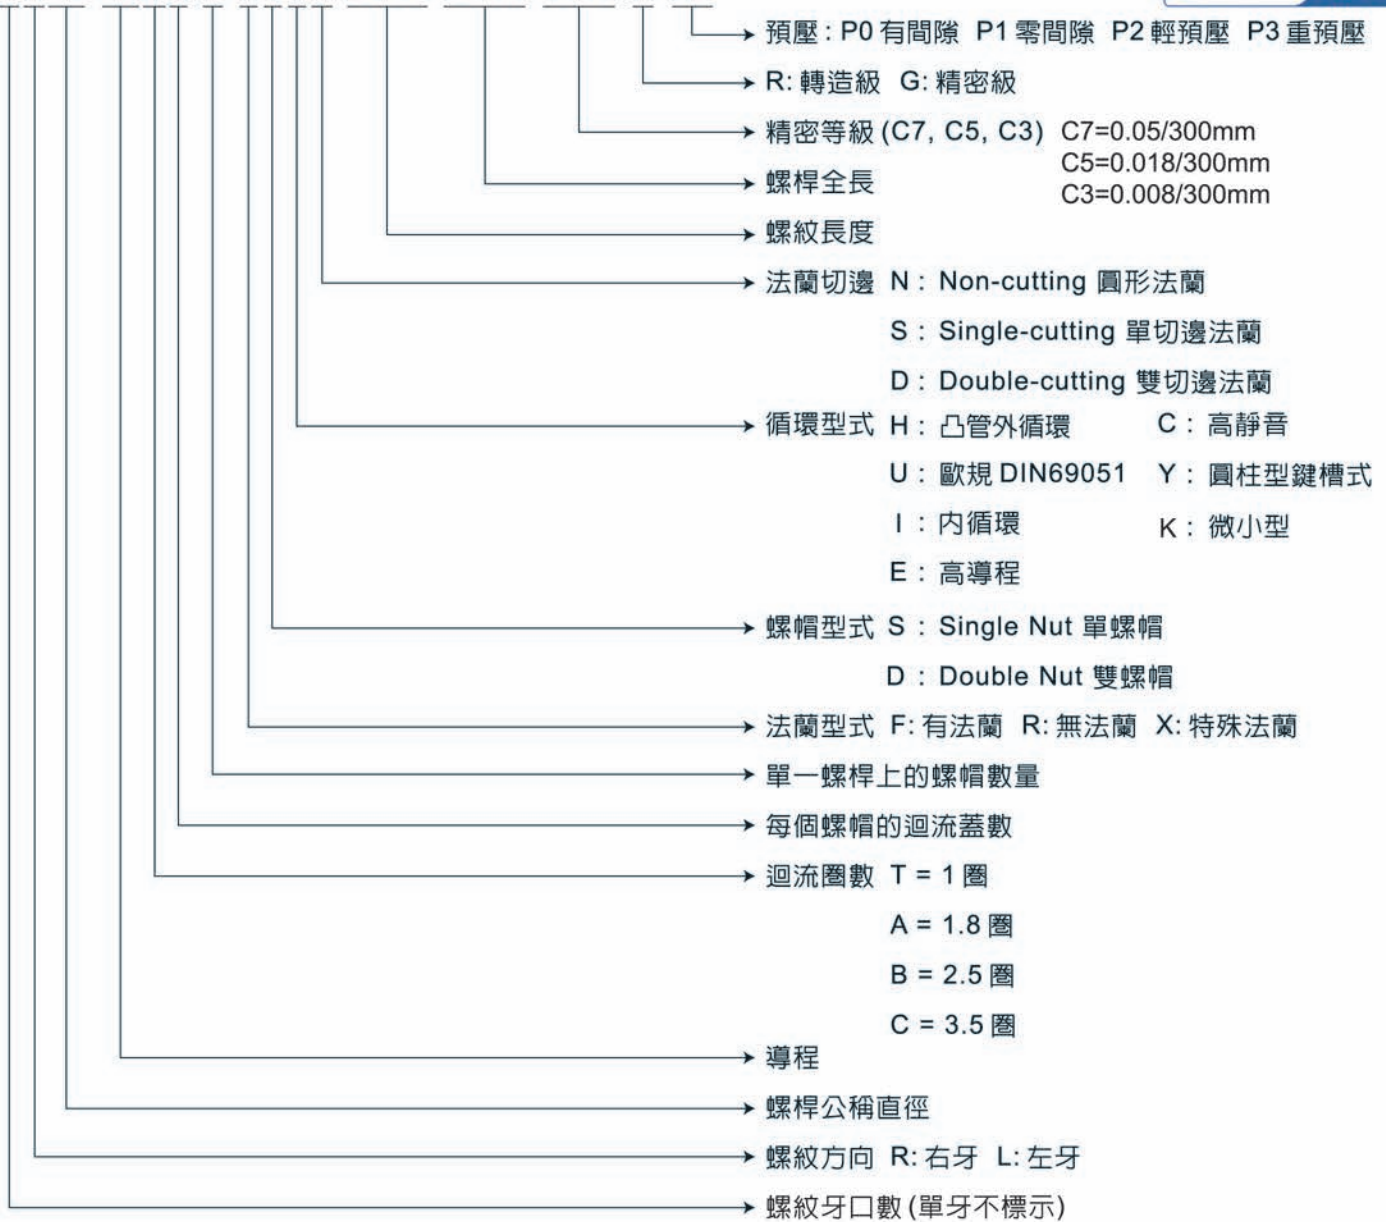 預壓：P0 有間隙 P1 零間隙 P2 輕預壓 P3 重預壓
R: 轉造級 G: 精密級
精密等級 (C7, C5, C3) C7=0.05/300mm
C5=0.018/300mm
螺桿全長
C3=0.008/300mm
螺紋長度
法蘭切邊 N： Non-cutting 圓形法蘭
S： Single-cutting 單切邊法蘭
D： Double-cutting 雙切邊法蘭
循環型式 H： 凸管外循環 C： 高靜音
U： 歐規 DIN69051 Y： 圓柱型鍵槽式
I： 內循環 K： 微小型
E： 高導程
螺帽型式 S： Single Nut 單螺帽
D： Double Nut 雙螺帽
法蘭型式 F: 有法蘭 R: 無法蘭 X: 特殊法蘭
單一螺桿上的螺帽數量
每個螺帽的迴流蓋數
迴流圈數 T = 1 圈
A = 1.8 圈
B = 2.5 圈
C = 3.5 圈
導程
螺桿公稱直徑
螺紋方向 R: 右牙 L: 左牙
螺紋牙口數 (單牙不標示)